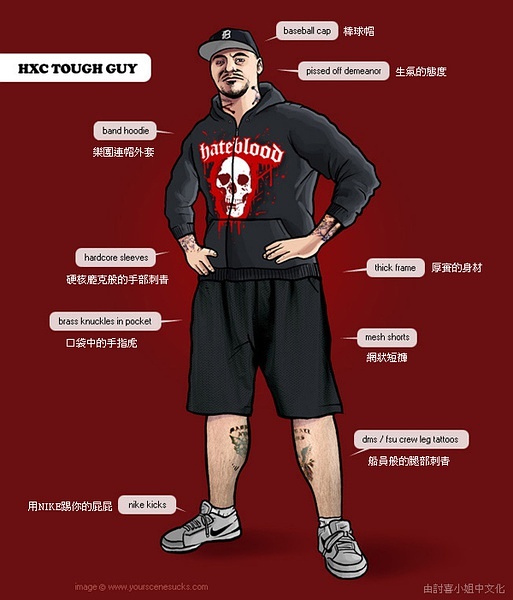 baseball cap 棒球帽
HXC TOUGH GUY
pissed off demeanor 生氣的態度
band hoodie
樂團連帽外套
hateblood
hardcore sleeves
硬核龐克般的手部刺青
thick frame 厚實的身材
brass knuckles in pocket
口袋中的手指虎
mesh shorts
網狀短褲
dms / fsu crew leg tattoos
船員般的腿部刺青
用NIKE踢你的屁屁 nike kicks
image © www.yourscenesucks.com
由討喜小姐中文化